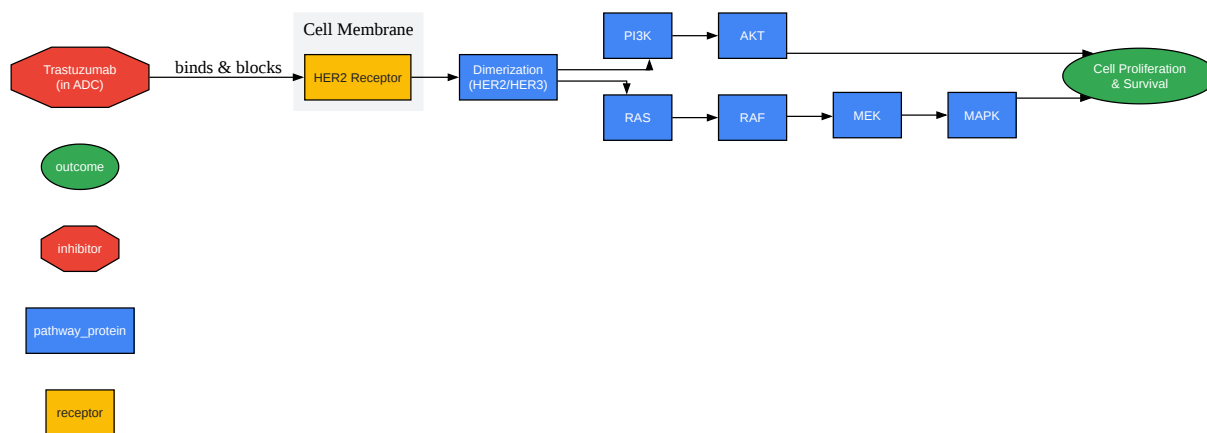 Cell Membrane
Trastuzumab
(in ADC)
binds & blocks
HER2 Receptor
Dimerization
(HER2/HER3)
PI3K
AKT
RAS
RAF
MEK
MAPK
Cell Proliferation
& Survival
outcome
inhibitor
pathway_protein
receptor